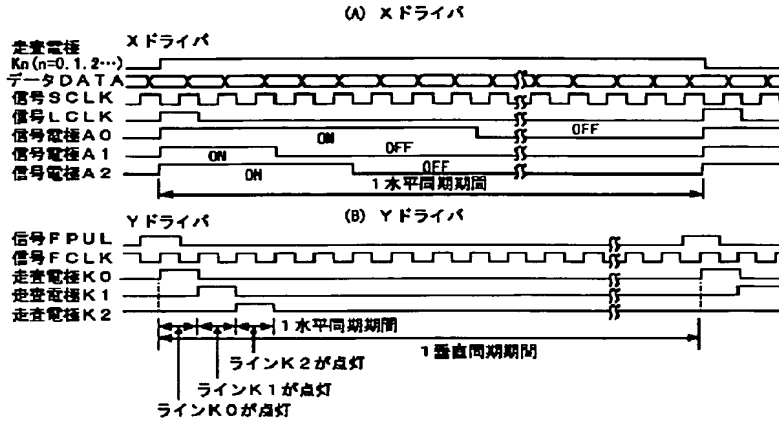 (A) Xドライバ
走査電極 Xドライバ
Kn(n=0.1.2…)
データDATA
信号SCLK
信号LCLK
信号電極A0 ON OFF
信号電極A1 ON OFF
信号電極A2 ON OFF
1水平同期期間
Yドライバ (B) Yドライバ
信号FPUL
信号FCLK
走査電極K0
走査電極K1
走査電極K2
1水平同期期間
1垂直同期期間
ラインK2が点灯
ラインK1が点灯
ラインK0が点灯